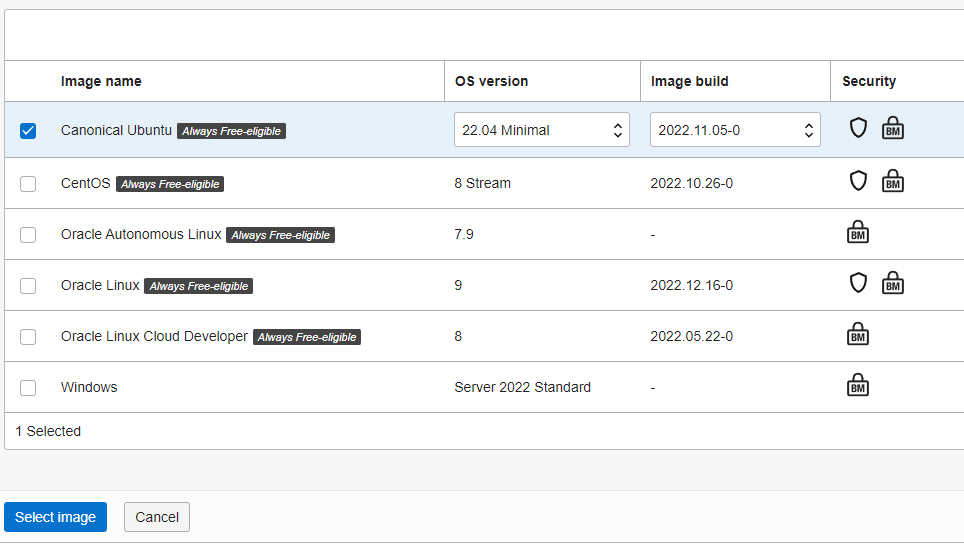 Image name OS version Image build Security
Canonical Ubuntu Always Free-eligible 22.04 Minimal 2022.11.05-0 BM
CentOS Always Free-eligible 8 Stream 2022.10.26-0 BM
Oracle Autonomous Linux Always Free-eligible 7.9 - BM
Oracle Linux Always Free-eligible 9 2022.12.16-0 BM
Oracle Linux Cloud Developer Always Free-eligible 8 2022.05.22-0 BM
Windows Server 2022 Standard - BM
1 Selected
Select image Cancel